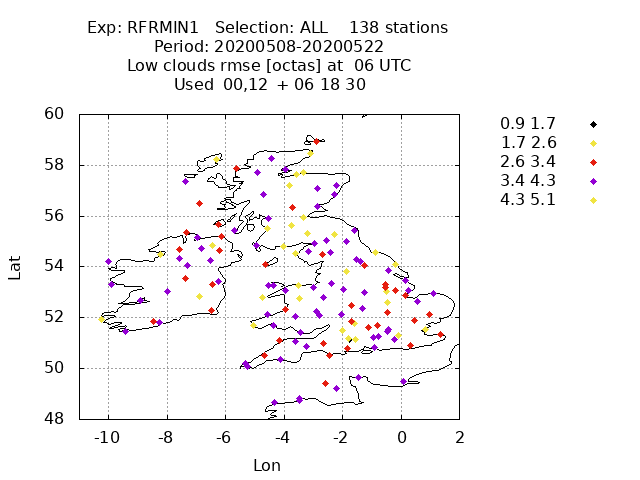 Exp: RFRMIN1   Selection: ALL    138 stations
Period: 20200508-20200522
Low clouds rmse [octas] at  06 UTC
Used  00,12  + 06 18 30
60
58
56
54
52
50
48
Lat
-10 -8 -6 -4 -2 0 2
Lon
0.9 1.7
1.7 2.6
2.6 3.4
3.4 4.3
4.3 5.1